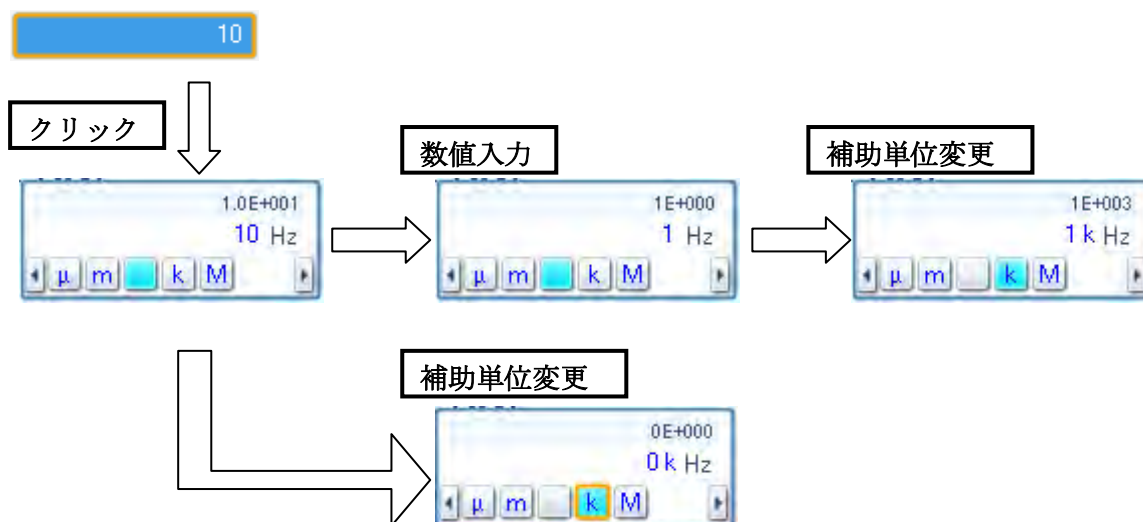 10
クリック
数値入力
補助単位変更
1.0E+001
10 Hz
μ m k M
1E+000
1 Hz
μ m k M
1E+003
1 k Hz
μ m k M
補助単位変更
0E+000
0 k Hz
μ m k M